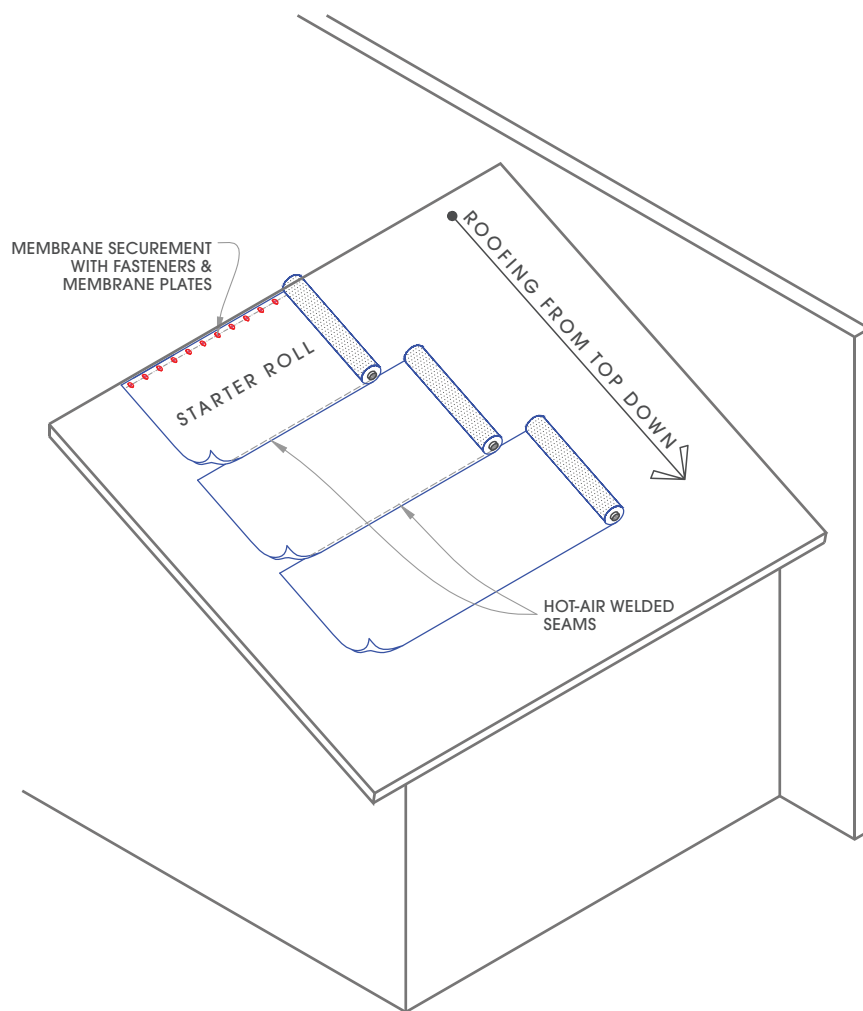 ROOFING FROM TOP DOWN
MEMBRANE SECUREMENT
WITH FASTENERS &
MEMBRANE PLATES
STARTER ROLL
HOT-AIR WELDED
SEAMS